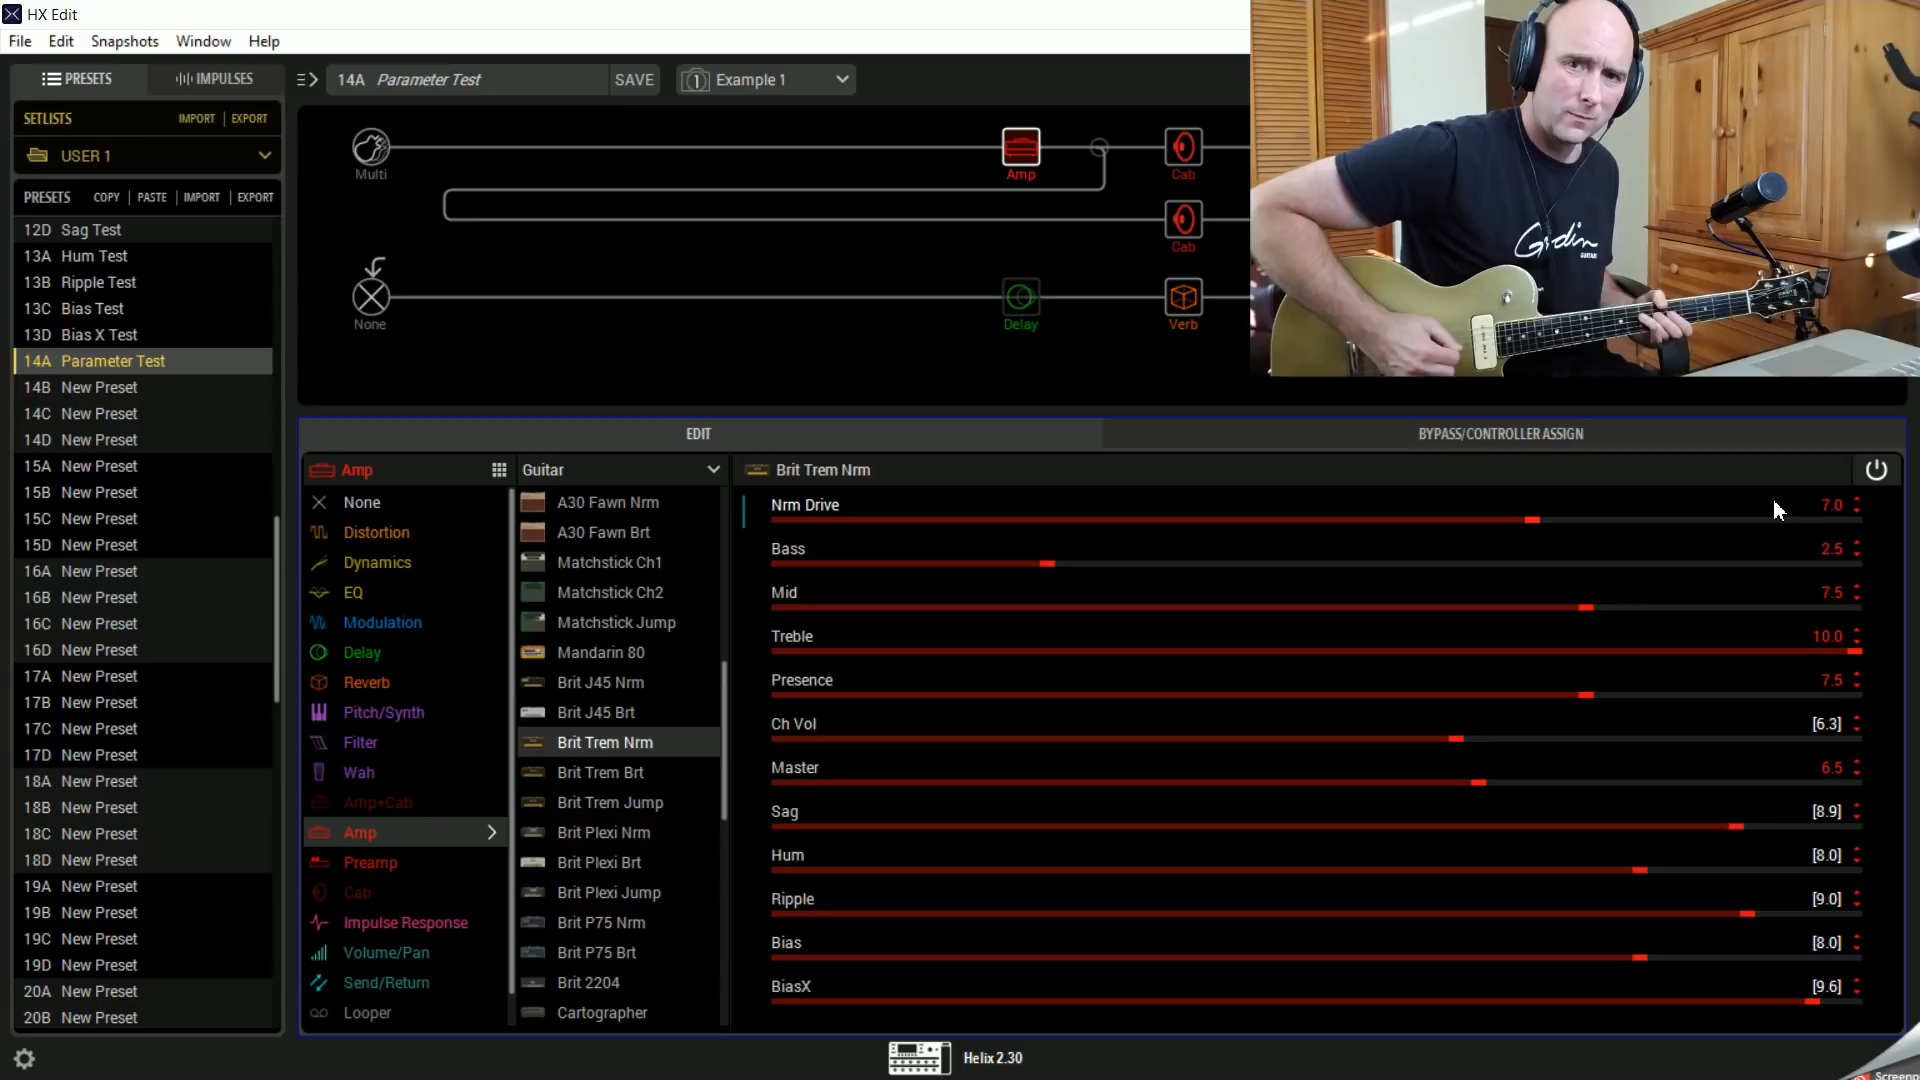 HX Edit
File Edit Snapshots Window Help
PRESETS IMPULSES
14A Parameter Test SAVE 1 Example 1
SETLISTS IMPORT | EXPORT
USER 1
PRESETS COPY | PASTE | IMPORT | EXPORT
12D Sag Test
13A Hum Test
13B Ripple Test
13C Bias Test
13D Bias X Test
14A Parameter Test
14B New Preset
14C New Preset
14D New Preset
15A New Preset
15B New Preset
15C New Preset
15D New Preset
16A New Preset
16B New Preset
16C New Preset
16D New Preset
17A New Preset
17B New Preset
17C New Preset
17D New Preset
18A New Preset
18B New Preset
18C New Preset
18D New Preset
19A New Preset
19B New Preset
19C New Preset
19D New Preset
20A New Preset
20B New Preset
Multi Amp Cab
Cab
None Delay Verb
Godin
GUITARS
EDIT BYPASS/CONTROLLER ASSIGN
Amp
None
Distortion
Dynamics
EQ
Modulation
Delay
Reverb
Pitch/Synth
Filter
Wah
Amp+Cab
Amp
Preamp
Cab
Impulse Response
Volume/Pan
Send/Return
Looper
Guitar
A30 Fawn Nrm
A30 Fawn Brt
Matchstick Ch1
Matchstick Ch2
Matchstick Jump
Mandarin 80
Brit J45 Nrm
Brit J45 Brt
Brit Trem Nrm
Brit Trem Brt
Brit Trem Jump
Brit Plexi Nrm
Brit Plexi Brt
Brit Plexi Jump
Brit P75 Nrm
Brit P75 Brt
Brit 2204
Cartographer
Brit Trem Nrm
Nrm Drive 7.0
Bass 2.5
Mid 7.5
Treble 10.0
Presence 7.5
Ch Vol [6.3]
Master 6.5
Sag [8.9]
Hum [8.0]
Ripple [9.0]
Bias [8.0]
BiasX [9.6]
Helix 2.30